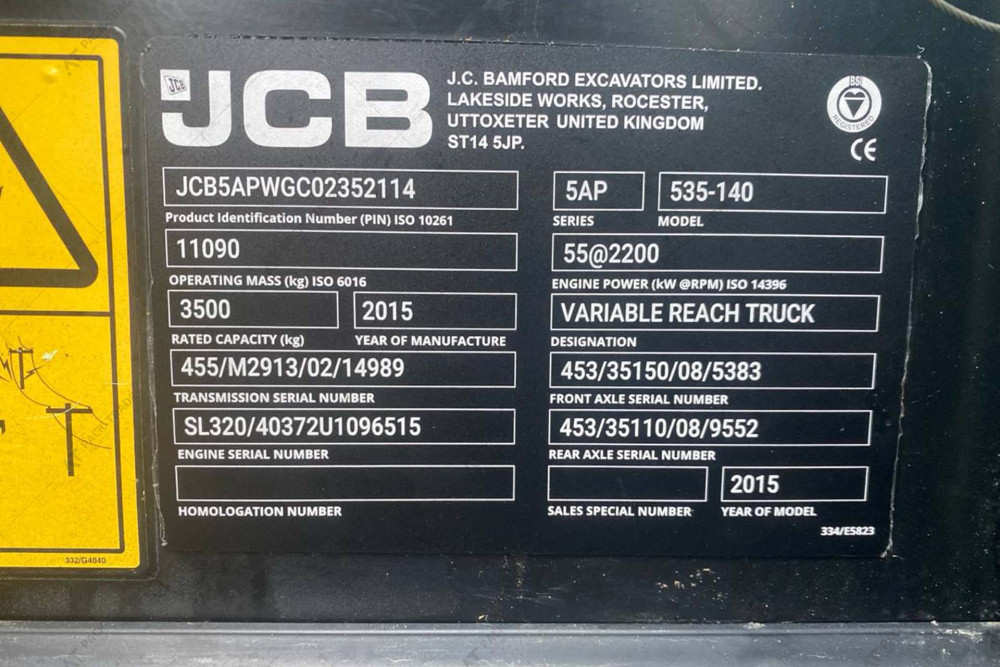 JCB
JCB
J.C. BAMFORD EXCAVATORS LIMITED.
LAKESIDE WORKS, ROCESTER,
UTTOXETER UNITED KINGDOM
ST14 5JP.
BSI
REGISTERED
CE
JCB5APWGC02352114
Product Identification Number (PIN) ISO 10261
5AP
SERIES
535-140
MODEL
11090
OPERATING MASS (kg) ISO 6016
55@2200
ENGINE POWER (kW @RPM) ISO 14396
3500
RATED CAPACITY (kg)
2015
YEAR OF MANUFACTURE
VARIABLE REACH TRUCK
DESIGNATION
455/M2913/02/14989
TRANSMISSION SERIAL NUMBER
453/35150/08/5383
FRONT AXLE SERIAL NUMBER
SL320/40372U1096515
ENGINE SERIAL NUMBER
453/35110/08/9552
REAR AXLE SERIAL NUMBER
HOMOLOGATION NUMBER
SALES SPECIAL NUMBER
2015
YEAR OF MODEL
334/E5823
332/G4040